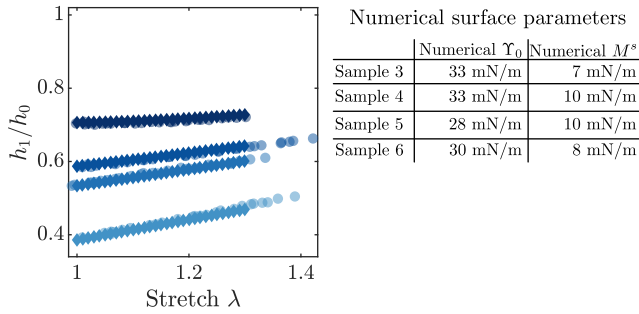 1
0.8
0.6
0.4
h₁/h₀
1
1.2
1.4
Stretch λ
Numerical surface parameters
Numerical ϒ₀ Numerical Mˢ
Sample 3 33 mN/m 7 mN/m
Sample 4 33 mN/m 10 mN/m
Sample 5 28 mN/m 10 mN/m
Sample 6 30 mN/m 8 mN/m